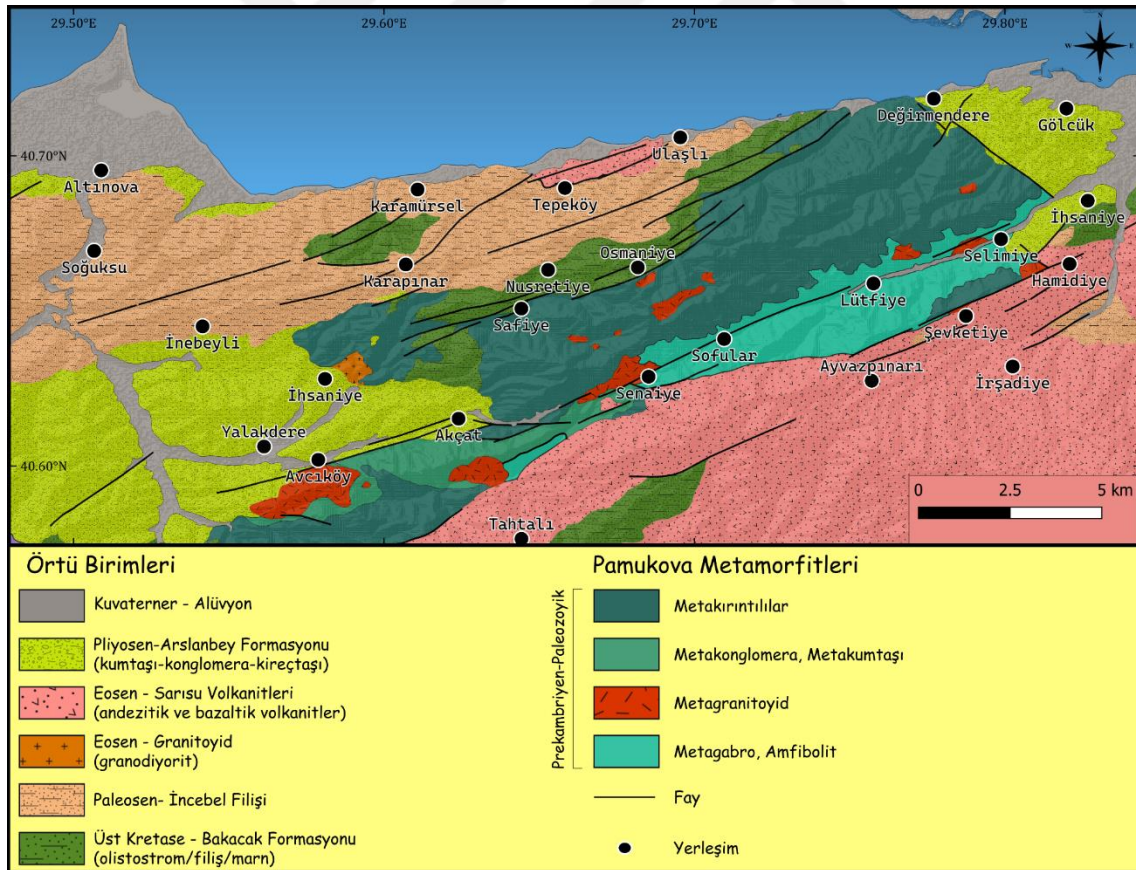 29.50°E
29.60°E
29.70°E
29.80°E
N
W
E
S
Değirmendere
Gölcük
40.70°N
Ulaşlı
Altınova
Karamürsel
Tepeköy
İhsaniye
Soğuksu
Osmaniye
Selimiye
Karapınar
Nusretiye
Hamidiye
Lütfiye
Safiye
Şevketiye
İnebeyli
Sofular
Ayvazpınarı
İrşadiye
İhsaniye
Senaiye
Akçat
Yalakdere
40.60°N
Avcıköy
Tahtalı
0
2.5
5 km
Örtü Birimleri
Kuvaterner - Alüvyon
Pliyosen-Arslanbey Formasyonu
(kumtaşı-konglomera-kireçtaşı)
Eosen - Sarısu Volkanitleri
(andezitik ve bazaltik volkanitler)
Eosen - Granitoyid
(granodiyorit)
Paleosen- İncebel Filişi
Üst Kretase - Bakacak Formasyonu
(olistostrom/filiş/marn)
Pamukova Metamorfitleri
Prekambriyen-Paleozoyik
Metakırıntılılar
Metakonglomera, Metakumtaşı
Metagranitoyid
Metagabro, Amfibolit
Fay
Yerleşim